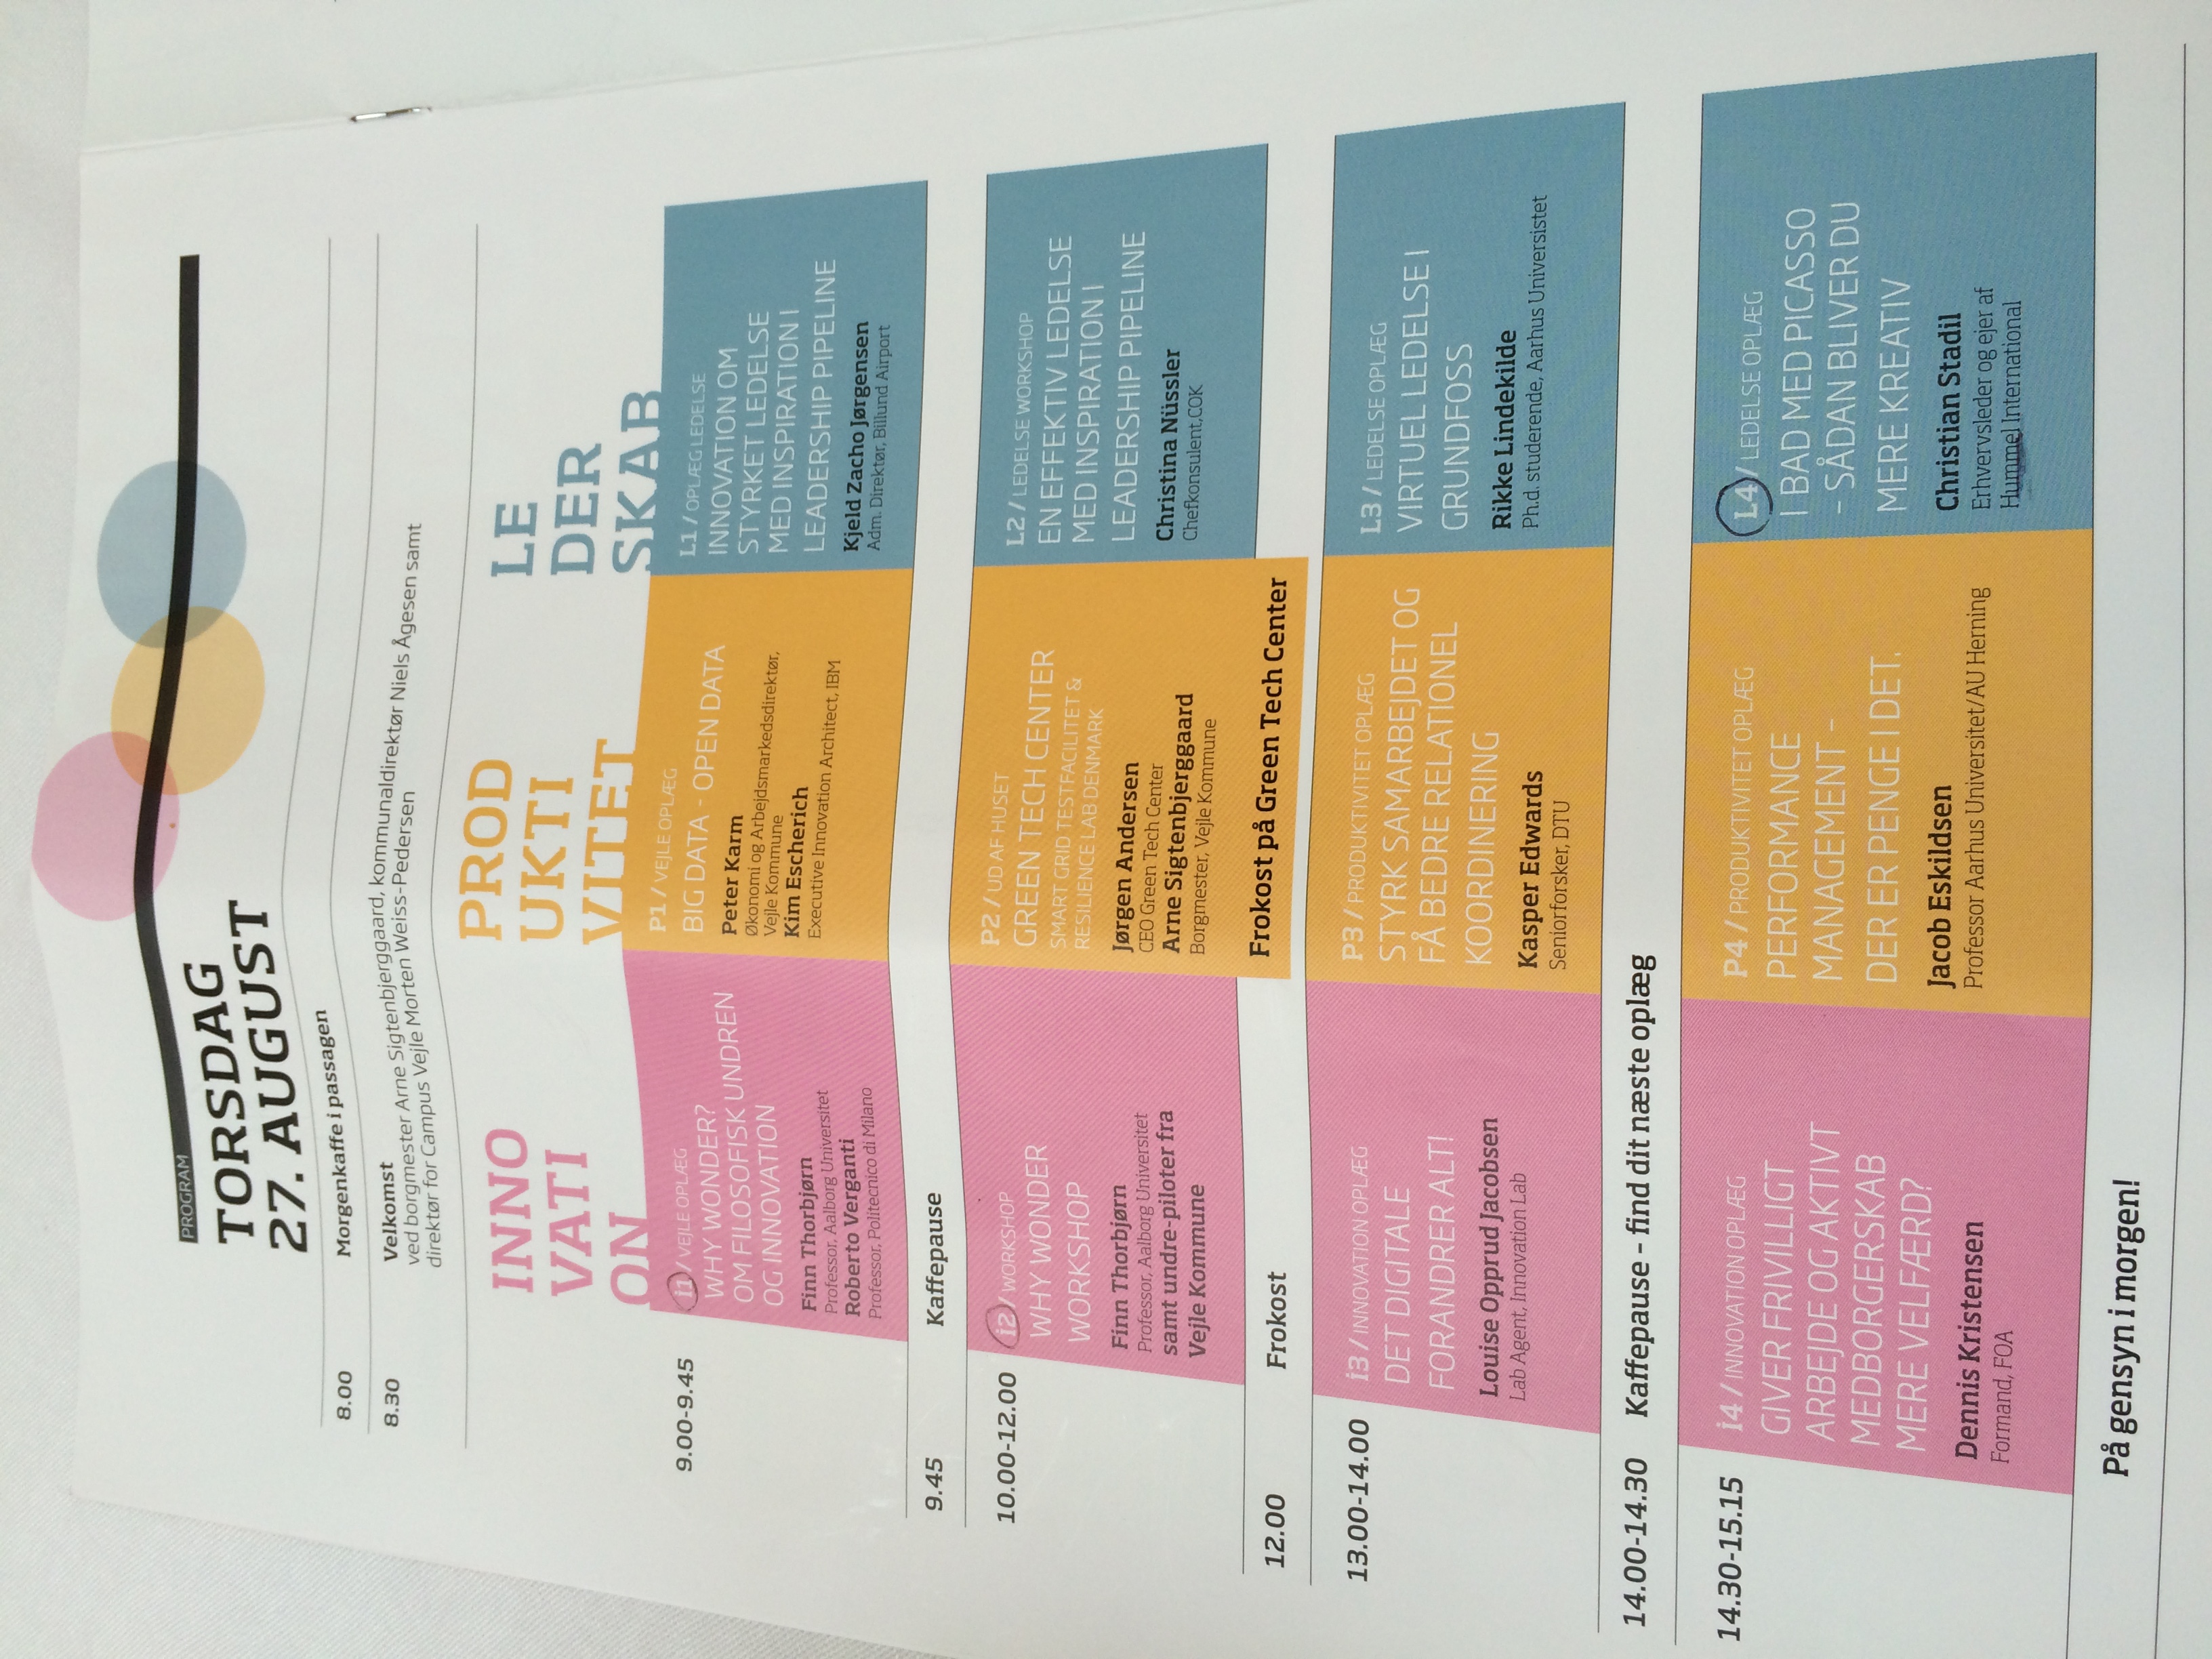 PROGRAM
TORSDAG
27. AUGUST
8.00 Morgenkaffe i passagen
8.30 Velkomst
ved borgmester Arne Sigtenbjerggaard, kommunaldirektør Niels Ågesen samt
direktør for Campus Vejle Morten Weiss-Pedersen
INNO
VATI
ON
PROD
UKTI
VITET
LE
DER
SKAB
9.00-9.45
i1 / VEJLE OPLÆG
WHY WONDER?
OM FILOSOFISK UNDREN
OG INNOVATION
Finn Thorbjørn
Professor, Aalborg Universitet
Roberto Verganti
Professor, Politecnico di Milano
P1 / VEJLE OPLÆG
BIG DATA - OPEN DATA
Peter Karm
Økonomi og Arbejdsmarkedsdirektør,
Vejle Kommune
Kim Escherich
Executive Innovation Architect, IBM
L1 / OPLÆG LEDELSE
INNOVATION OM
STYRKET LEDELSE
MED INSPIRATION I
LEADERSHIP PIPELINE
Kjeld Zacho Jørgensen
Adm. Direktør, Billund Airport
9.45 Kaffepause
10.00-12.00
i2 / WORKSHOP
WHY WONDER
WORKSHOP
Finn Thorbjørn
Professor, Aalborg Universitet
samt undre-piloter fra
Vejle Kommune
P2 / UD AF HUSET
GREEN TECH CENTER
SMART GRID TESTFACILITET &
RESILIENCE LAB DENMARK
Jørgen Andersen
CEO Green Tech Center
Arne Sigtenbjerggaard
Borgmester, Vejle Kommune
Frokost på Green Tech Center
L2 / LEDELSE WORKSHOP
EN EFFEKTIV LEDELSE
MED INSPIRATION I
LEADERSHIP PIPELINE
Christina Nüssler
Chefkonsulent,COK
12.00 Frokost
13.00-14.00
i3 / INNOVATION OPLÆG
DET DIGITALE
FORANDRER ALT!
Louise Opprud Jacobsen
Lab Agent, Innovation Lab
P3 / PRODUKTIVITET OPLÆG
STYRK SAMARBEJDET OG
FÅ BEDRE RELATIONEL
KOORDINERING
Kasper Edwards
Seniorforsker, DTU
L3 / LEDELSE OPLÆG
VIRTUEL LEDELSE I
GRUNDFOSS
Rikke Lindekilde
Ph.d. studerende, Aarhus Universistet
14.00-14.30 Kaffepause - find dit næste oplæg
14.30-15.15
i4 / INNOVATION OPLÆG
GIVER FRIVILLIGT
ARBEJDE OG AKTIVT
MEDBORGERSKAB
MERE VELFÆRD?
Dennis Kristensen
Formand, FOA
P4 / PRODUKTIVITET OPLÆG
PERFORMANCE
MANAGEMENT -
DER ER PENGE I DET.
Jacob Eskildsen
Professor Aarhus Universitet/AU Herning
L4 / LEDELSE OPLÆG
I BAD MED PICASSO
- SÅDAN BLIVER DU
MERE KREATIV
Christian Stadil
Erhvervsleder og ejer af
Hummel International
På gensyn i morgen!